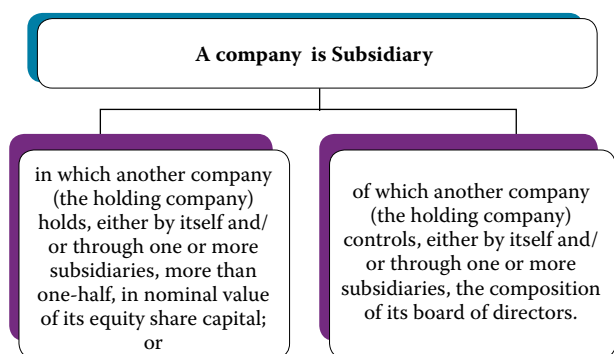 A company is Subsidiary
in which another company
(the holding company)
holds, either by itself and/
or through one or more
subsidiaries, more than
one-half, in nominal value
of its equity share capital;
or
of which another company
(the holding company)
controls, either by itself and/
or through one or more
subsidiaries, the composition
of its board of directors.